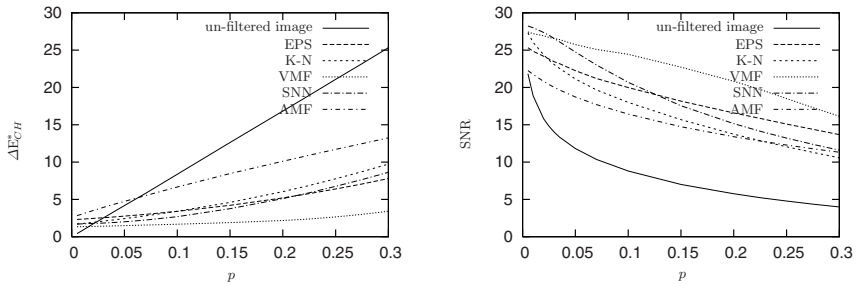 30
25
20
15
10
5
0
ΔE*CH
0
0.05
0.1
0.15
0.2
0.25
0.3
p
un-filtered image
EPS
K-N
VMF
SNN
AMF
30
25
20
15
10
5
0
SNR
0
0.05
0.1
0.15
0.2
0.25
0.3
p
un-filtered image
EPS
K-N
VMF
SNN
AMF